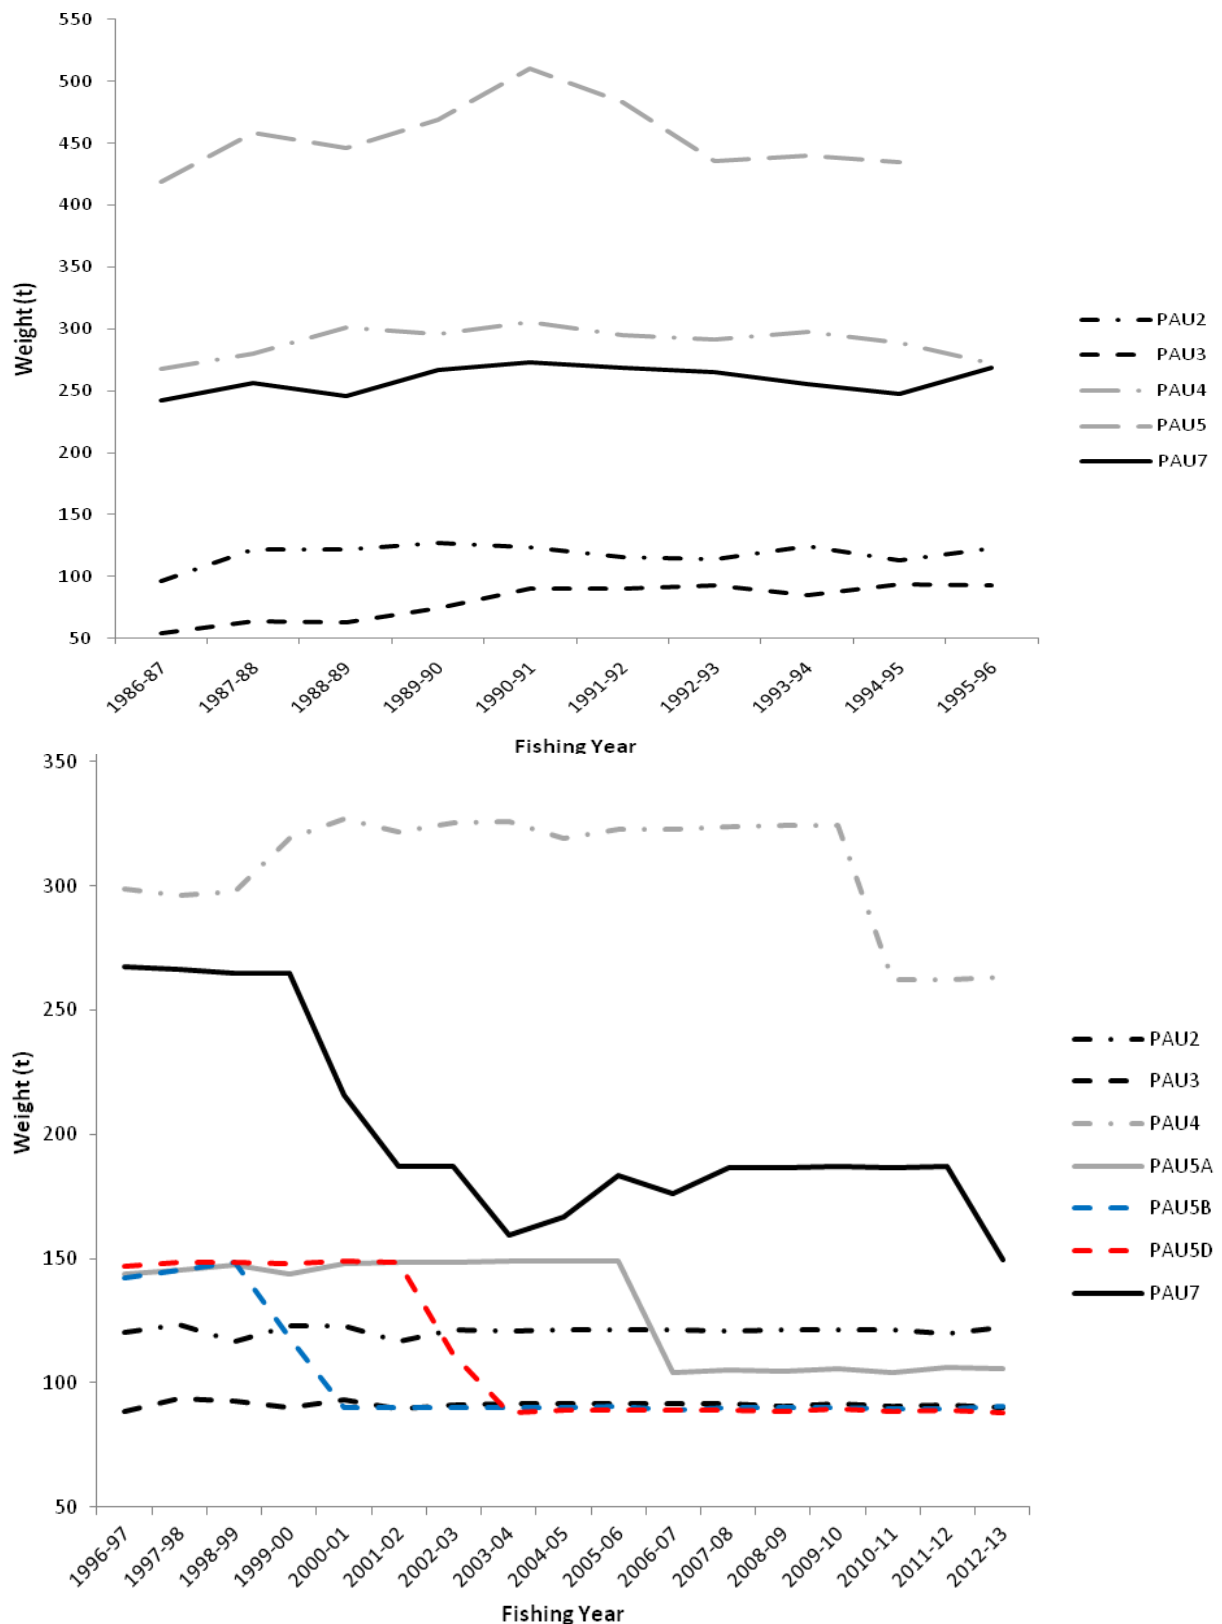 550
500
450
400
350
300
250
200
150
100
50
Weight (t)
1986-87
1987-88
1988-89
1989-90
1990-91
1991-92
1992-93
1993-94
1994-95
1995-96
Fishing Year
PAU2
PAU3
PAU4
PAU5
PAU7
350
300
250
200
150
100
50
Weight (t)
1996-97
1997-98
1998-99
1999-00
2000-01
2001-02
2002-03
2003-04
2004-05
2005-06
2006-07
2007-08
2008-09
2009-10
2010-11
2011-12
2012-13
Fishing Year
PAU2
PAU3
PAU4
PAU5A
PAU5B
PAU5D
PAU7